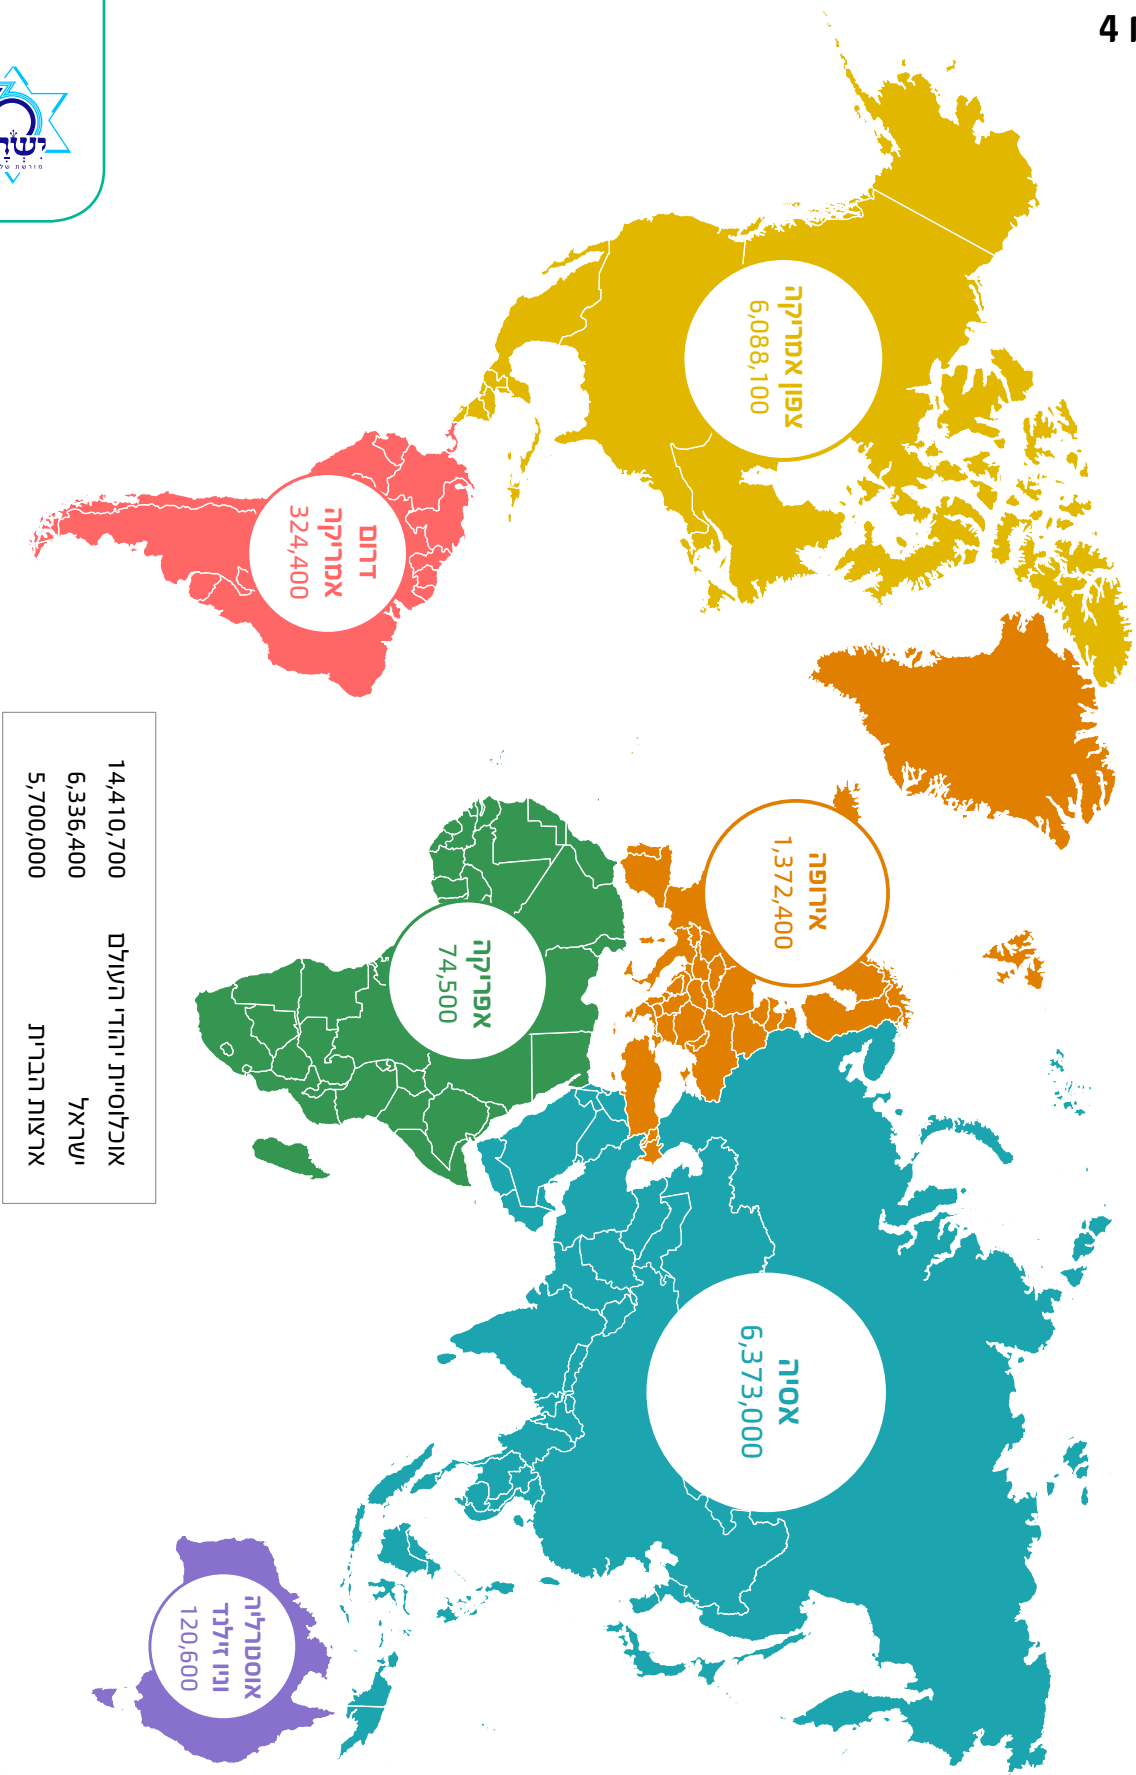 צפון אמריקה
6,088,100
דרום
אמריקה
324,400
אירופה
1,372,400
אפריקה
74,500
אסיה
6,373,000
אוסטרליה
וניו זילנד
120,600
אוכלוסיית יהודי העולם 14,410,700
ישראל 6,336,400
ארצות הברית 5,700,000
4